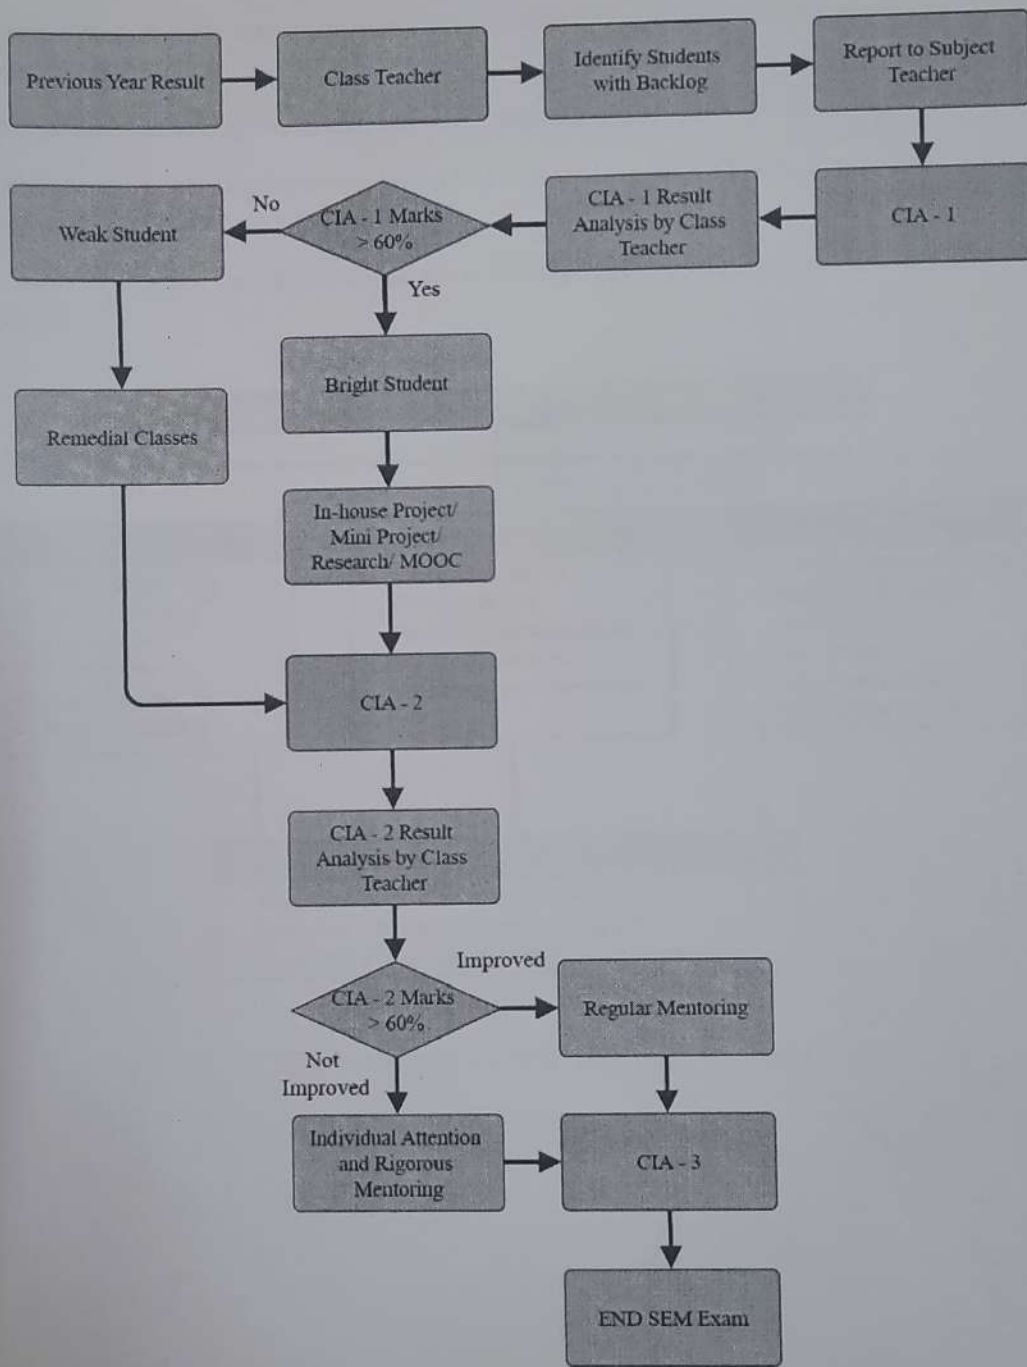 Previous Year Result
Class Teacher
Identify Students
with Backlog
Report to Subject
Teacher
CIA - 1
CIA - 1 Result
Analysis by Class
Teacher
CIA - 1 Marks
> 60%
No
Weak Student
Yes
Bright Student
Remedial Classes
In-house Project/
Mini Project/
Research/ MOOC
CIA - 2
CIA - 2 Result
Analysis by Class
Teacher
CIA - 2 Marks
> 60%
Improved
Regular Mentoring
Not
Improved
Individual Attention
and Rigorous
Mentoring
CIA - 3
END SEM Exam